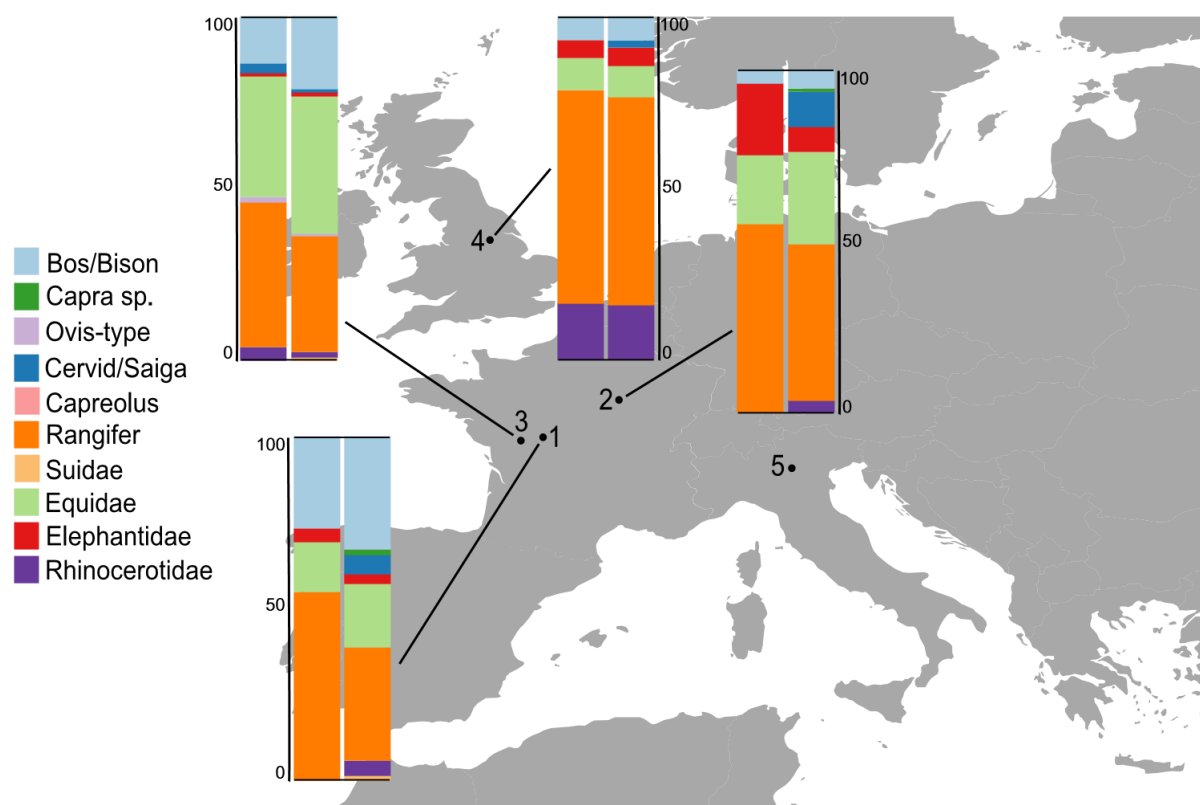 100
50
0
100
50
0
100
50
0
4
2
3
1
5
Bos/Bison
Capra sp.
Ovis-type
Cervid/Saiga
Capreolus
Rangifer
Suidae
Equidae
Elephantidae
Rhinocerotidae
100
50
0